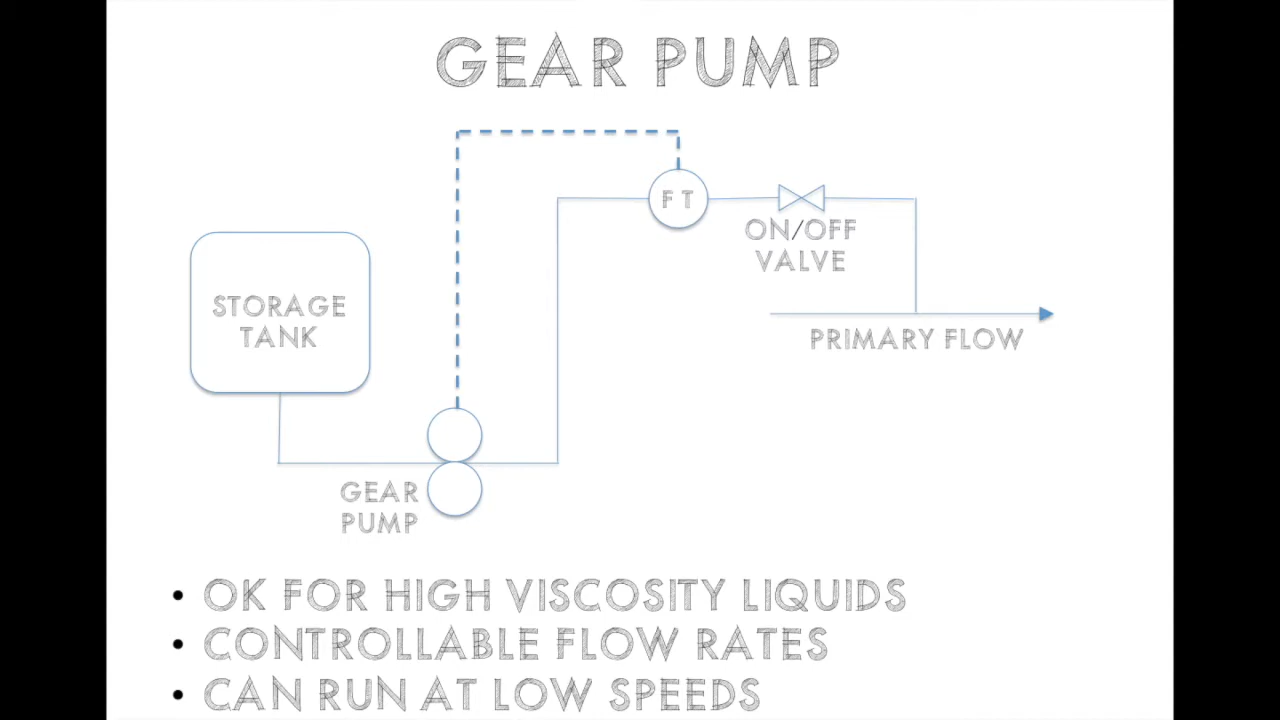 GEAR PUMP
F T
ON/OFF
VALVE
STORAGE
TANK
PRIMARY FLOW
GEAR
PUMP
• OK FOR HIGH VISCOSITY LIQUIDS
• CONTROLLABLE FLOW RATES
• CAN RUN AT LOW SPEEDS